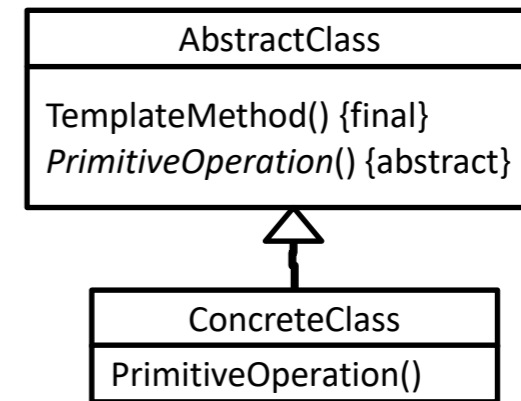 AbstractClass
TemplateMethod() {final}
PrimitiveOperation() {abstract}
ConcreteClass
PrimitiveOperation()